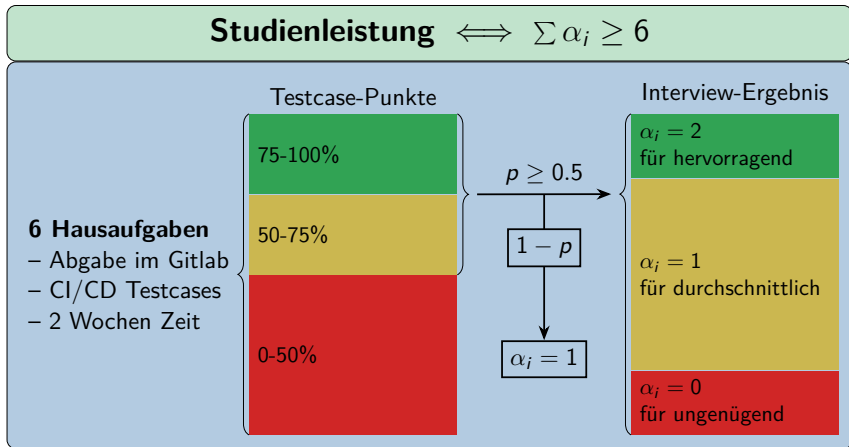 Studienleistung ⟺ ∑ αᵢ ≥ 6
6 Hausaufgaben
– Abgabe im Gitlab
– CI/CD Testcases
– 2 Wochen Zeit
Testcase-Punkte
75-100%
50-75%
0-50%
p ≥ 0.5
1 − p
αᵢ = 1
Interview-Ergebnis
αᵢ = 2
für hervorragend
αᵢ = 1
für durchschnittlich
αᵢ = 0
für ungenügend